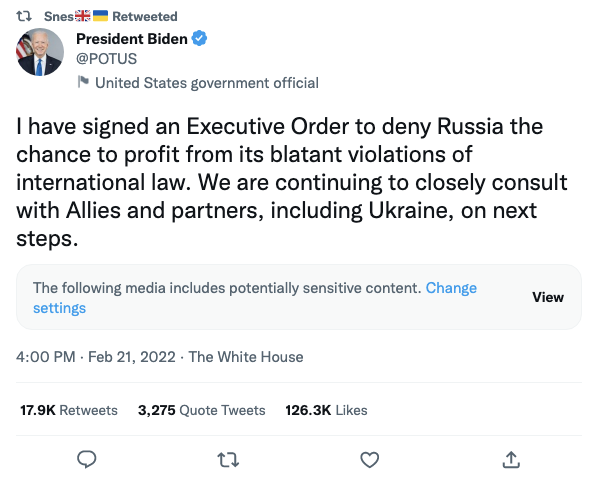 Snes🇬🇧🇺🇦 Retweeted
President Biden
@POTUS
United States government official
I have signed an Executive Order to deny Russia the
chance to profit from its blatant violations of
international law. We are continuing to closely consult
with Allies and partners, including Ukraine, on next
steps.
The following media includes potentially sensitive content. Change
settings
View
4:00 PM · Feb 21, 2022 · The White House
17.9K Retweets 3,275 Quote Tweets 126.3K Likes